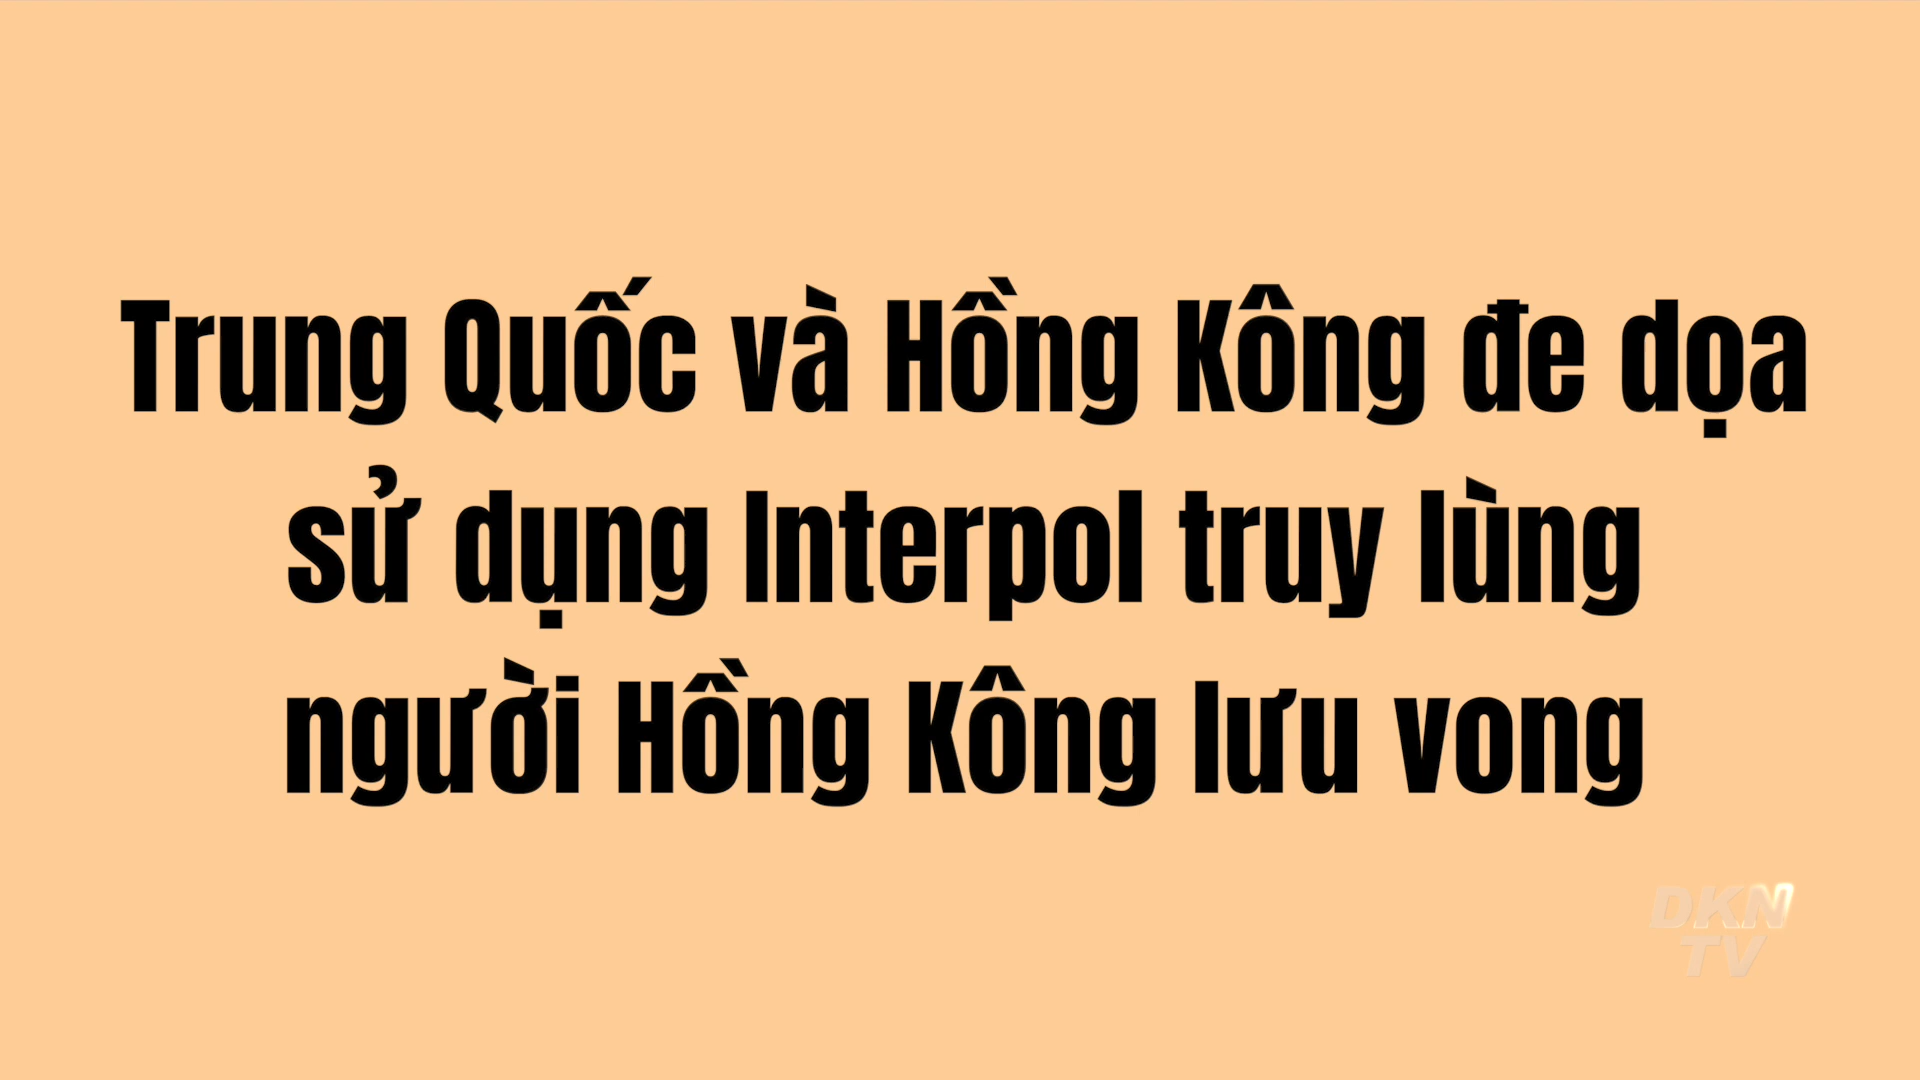 Trung Quốc và Hồng Kông đe dọa
sử dụng Interpol truy lùng
người Hồng Kông lưu vong
DKN
TV